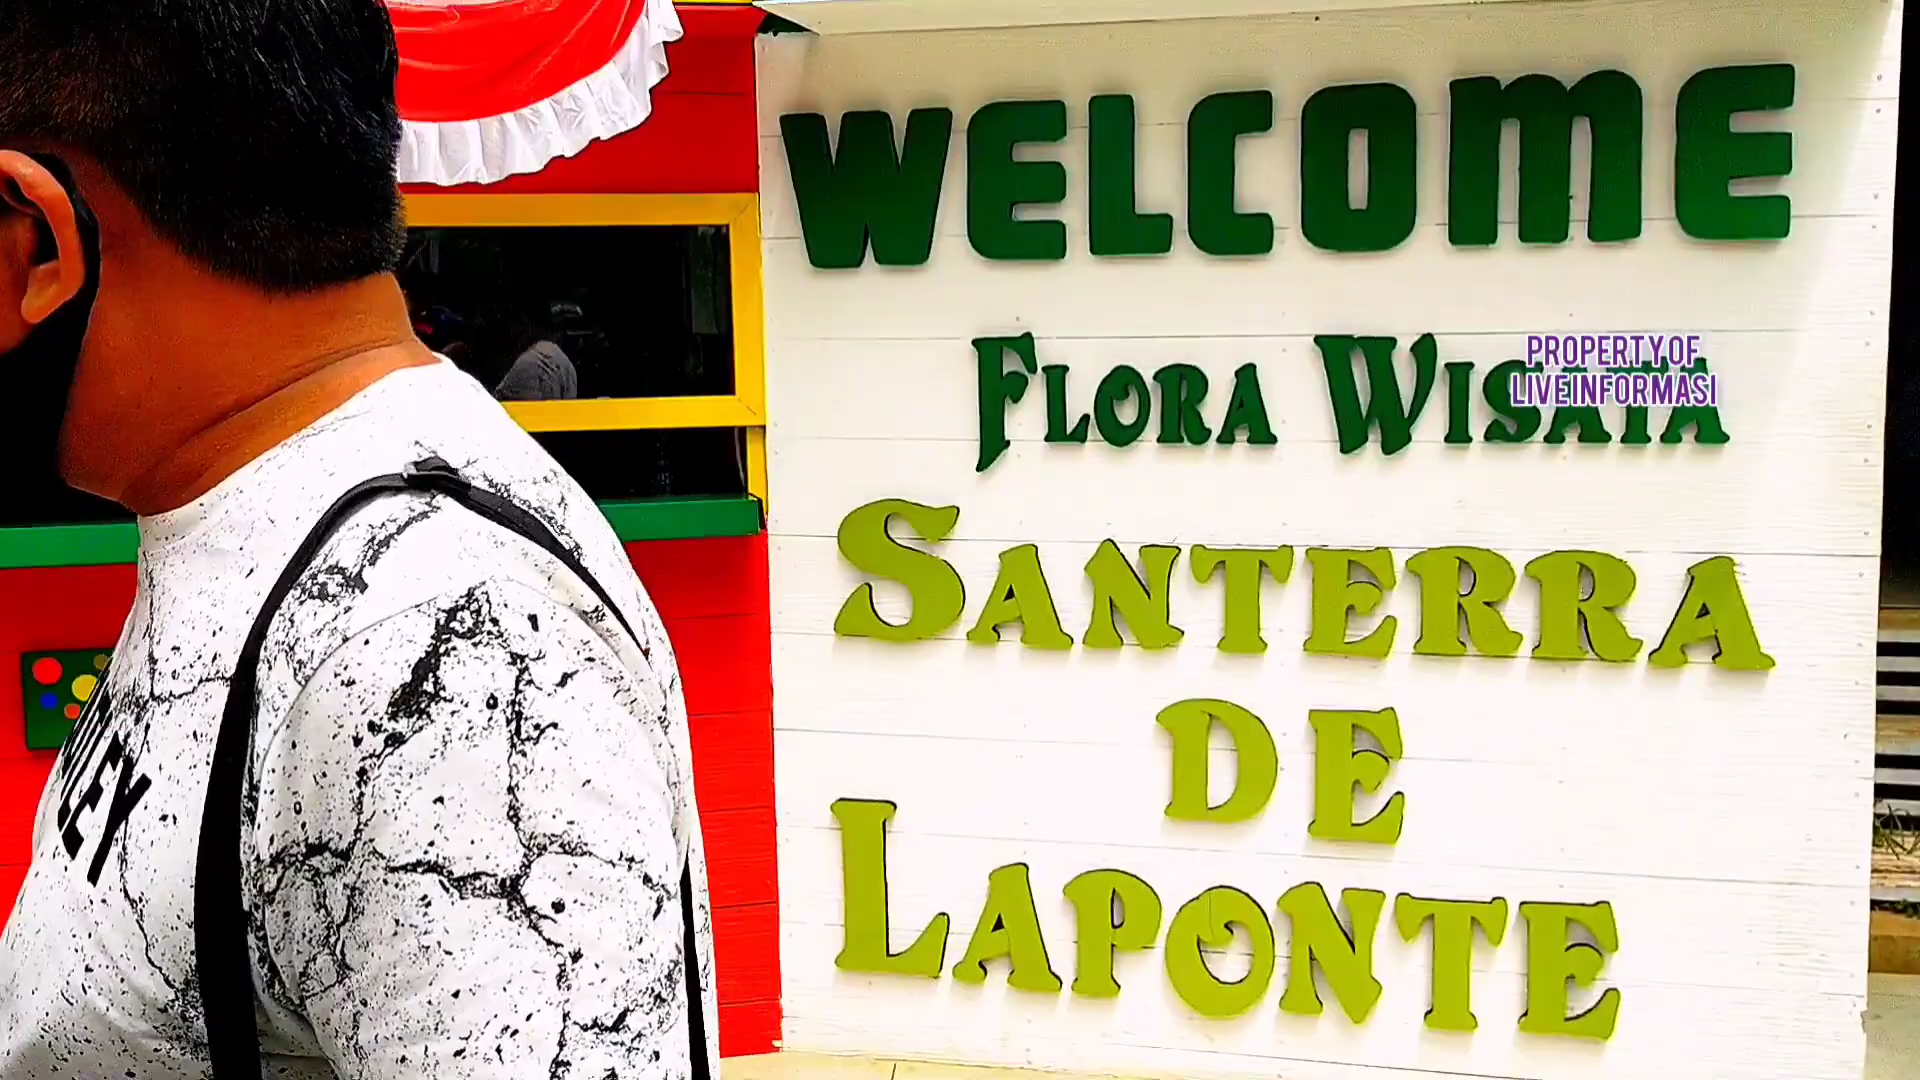 WELCOME
FLORA WISATA
PROPERTY OF
LIVEINFORMASI
SANTERRA
DE
LAPONTE